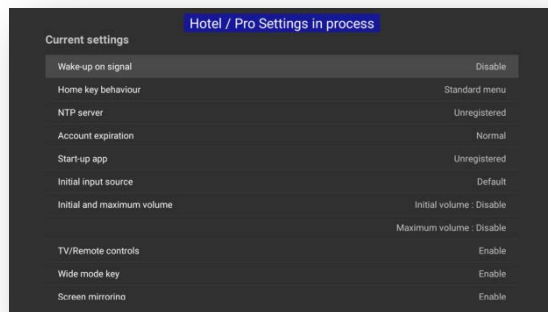 Hotel / Pro Settings in process
Current settings
Wake-up on signal Disable
Home key behaviour Standard menu
NTP server Unregistered
Account expiration Normal
Start-up app Unregistered
Initial input source Default
Initial and maximum volume Initial volume : Disable
Maximum volume : Disable
TV/Remote controls Enable
Wide mode key Enable
Screen mirroring Enable